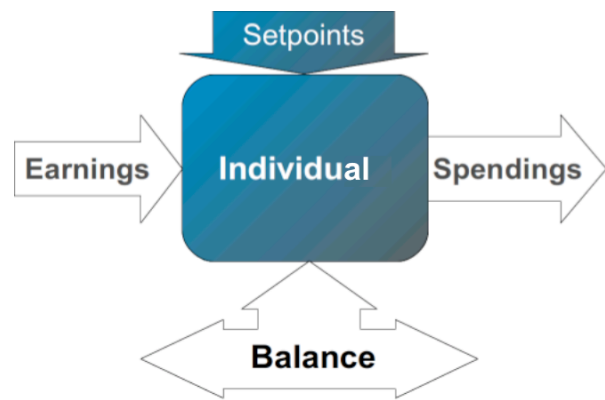 Setpoints
Earnings
Individual
Spendings
Balance